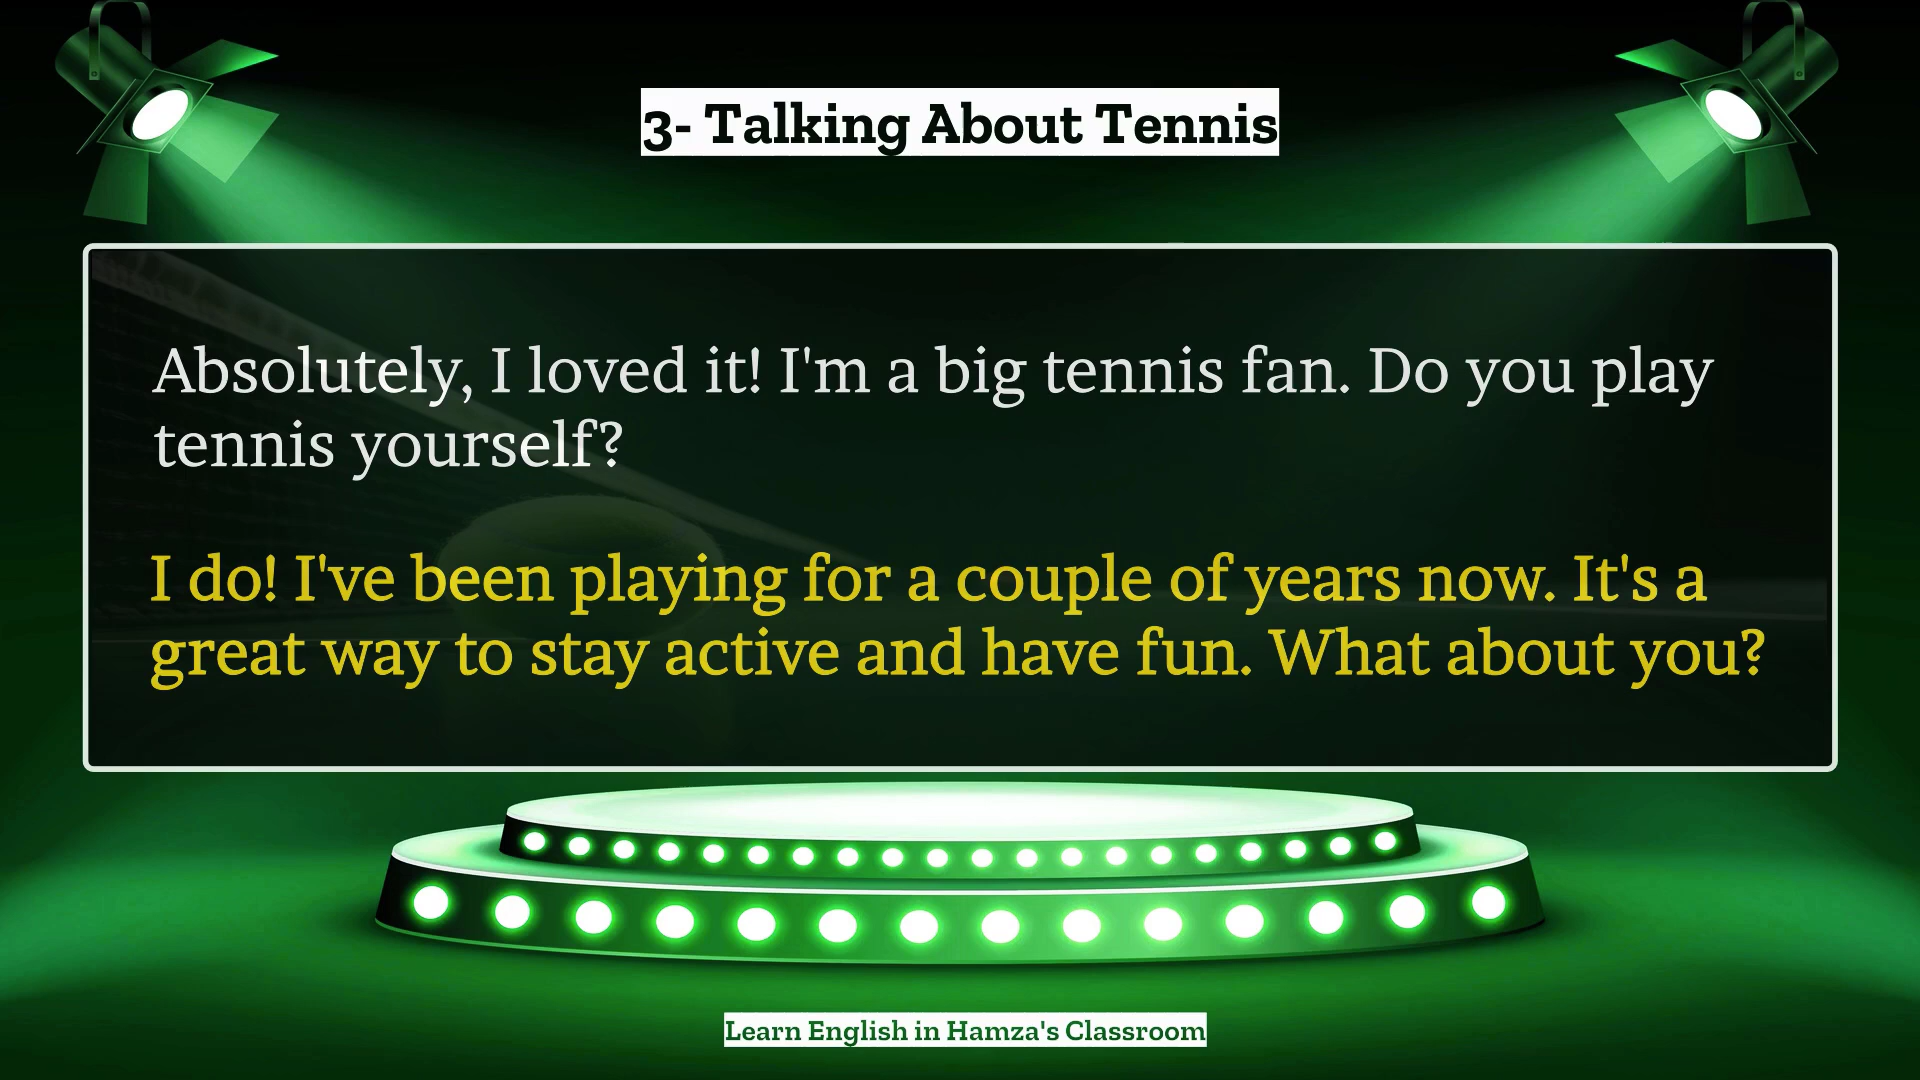 3- Talking About Tennis
Absolutely, I loved it! I'm a big tennis fan. Do you play
tennis yourself?
I do! I've been playing for a couple of years now. It's a
great way to stay active and have fun. What about you?
Learn English in Hamza's Classroom